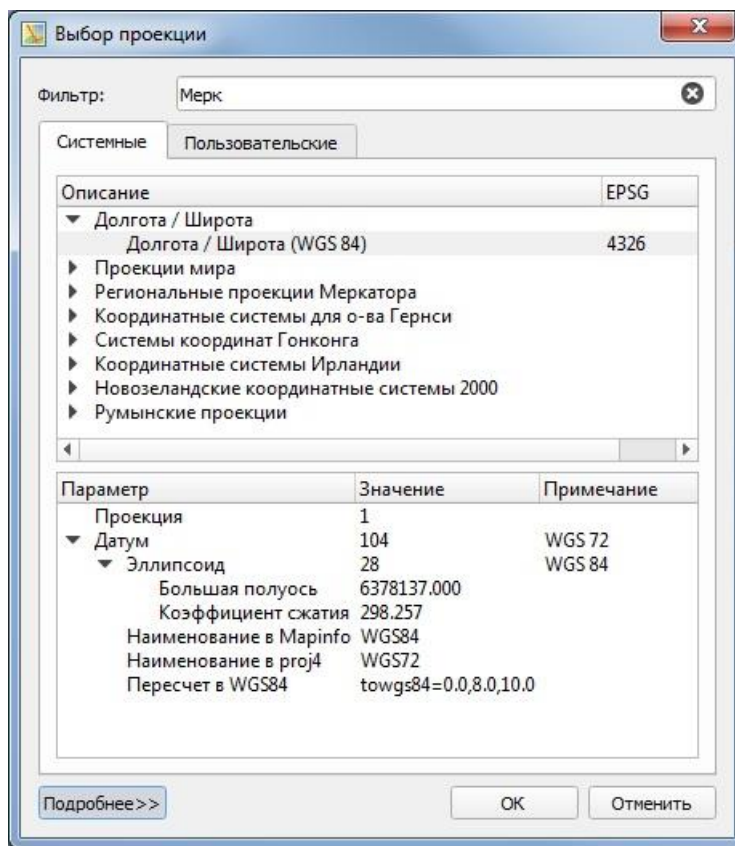 Выбор проекции
Фильтр: Мерк
Системные Пользовательские
Описание EPSG
Долгота / Широта
Долгота / Широта (WGS 84) 4326
Проекции мира
Региональные проекции Меркатора
Координатные системы для о-ва Гернси
Системы координат Гонконга
Координатные системы Ирландии
Новозеландские координатные системы 2000
Румынские проекции
Параметр Значение Примечание
Проекция 1
Датум 104 WGS 72
Эллипсоид 28 WGS 84
Большая полуось 6378137.000
Коэффициент сжатия 298.257
Наименование в Mapinfo WGS84
Наименование в proj4 WGS72
Пересчет в WGS84 towgs84=0.0,8.0,10.0
Подробнее>> OK Отменить